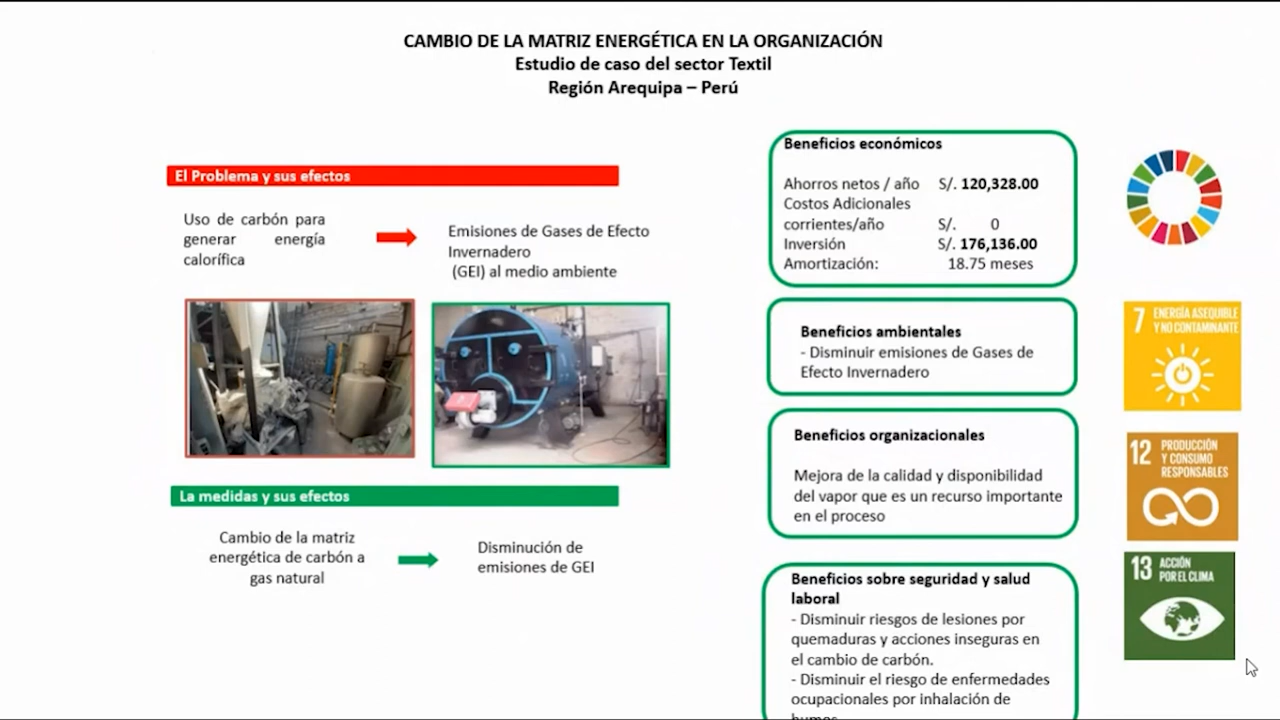 CAMBIO DE LA MATRIZ ENERGÉTICA EN LA ORGANIZACIÓN
Estudio de caso del sector Textil
Región Arequipa – Perú
El Problema y sus efectos
Uso de carbón para
generar energía
calorífica
Emisiones de Gases de Efecto
Invernadero
(GEI) al medio ambiente
La medidas y sus efectos
Cambio de la matriz
energética de carbón a
gas natural
Disminución de
emisiones de GEI
Beneficios económicos
Ahorros netos / año S/. 120,328.00
Costos Adicionales
corrientes/año S/. 0
Inversión S/. 176,136.00
Amortización: 18.75 meses
Beneficios ambientales
- Disminuir emisiones de Gases de
Efecto Invernadero
Beneficios organizacionales
Mejora de la calidad y disponibilidad
del vapor que es un recurso importante
en el proceso
Beneficios sobre seguridad y salud
laboral
- Disminuir riesgos de lesiones por
quemaduras y acciones inseguras en
el cambio de carbón.
- Disminuir el riesgo de enfermedades
ocupacionales por inhalación de
humos
7 ENERGÍA ASEQUIBLE
Y NO CONTAMINANTE
12 PRODUCCIÓN
Y CONSUMO
RESPONSABLES
13 ACCIÓN
POR EL CLIMA